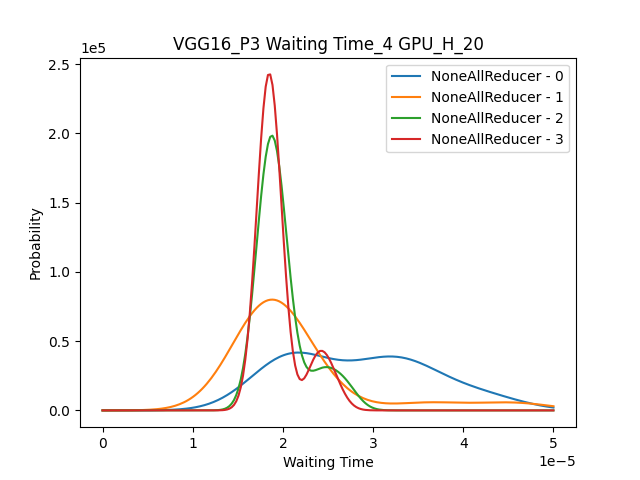 VGG16_P3 Waiting Time_4 GPU_H_20
1e5
2.5
2.0
1.5
1.0
0.5
0.0
Probability
NoneAllReducer - 0
NoneAllReducer - 1
NoneAllReducer - 2
NoneAllReducer - 3
0 1 2 3 4 5
1e−5
Waiting Time